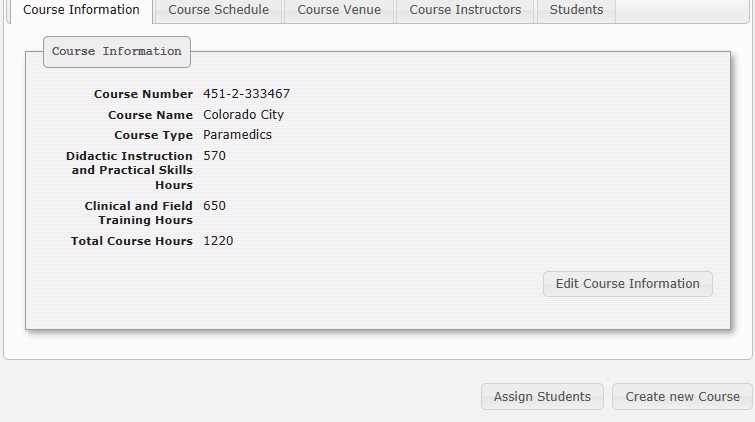 Course Information Course Schedule Course Venue Course Instructors Students
Course Information
Course Number 451-2-333467
Course Name Colorado City
Course Type Paramedics
Didactic Instruction 570
and Practical Skills
Hours
Clinical and Field 650
Training Hours
Total Course Hours 1220
Edit Course Information
Assign Students Create new Course